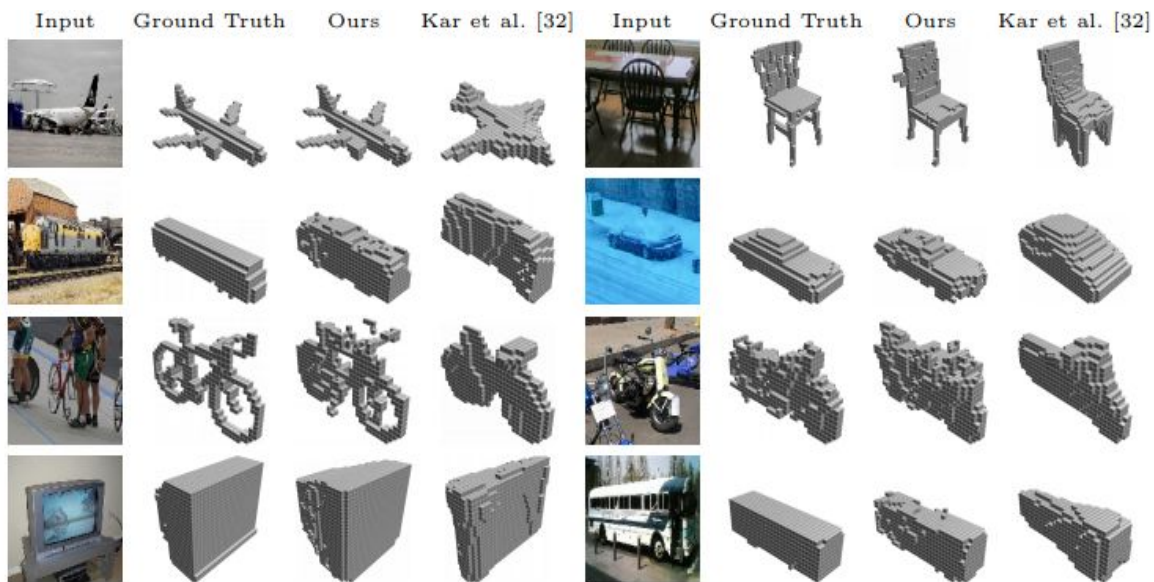 Input Ground Truth Ours Kar et al. [32] Input Ground Truth Ours Kar et al. [32]